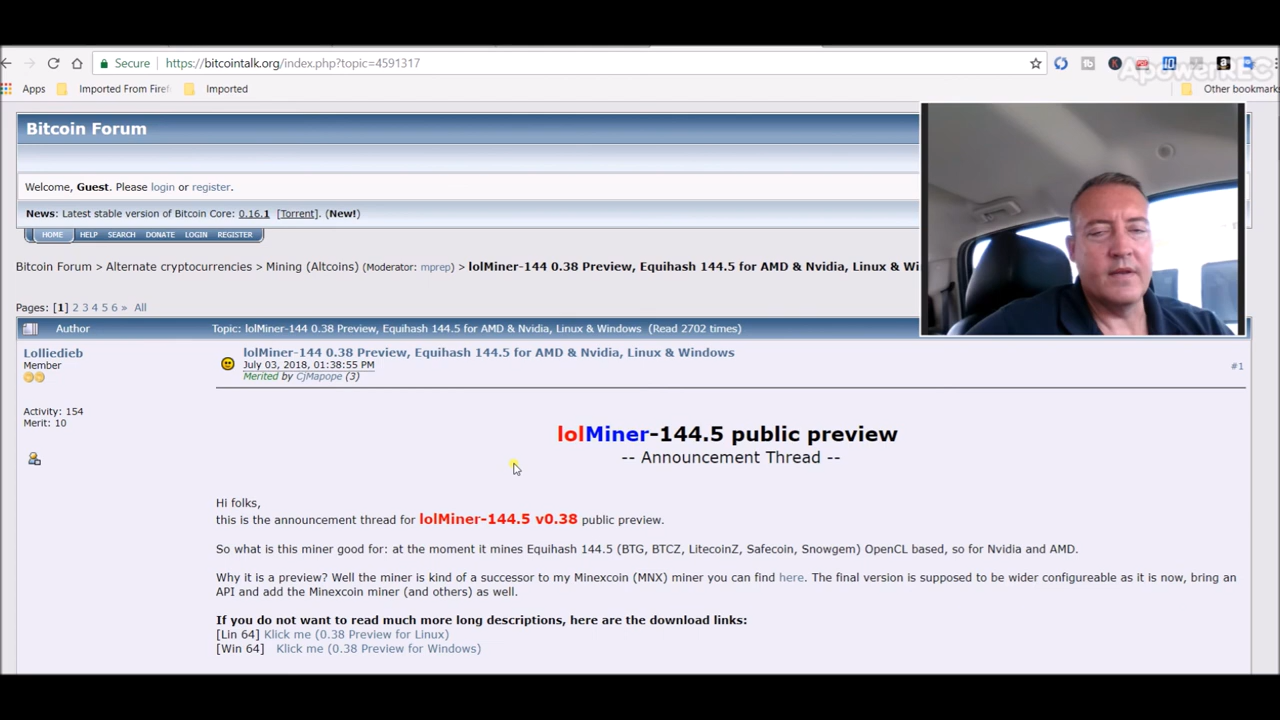 Secure https://bitcointalk.org/index.php?topic=4591317
ApowerREC
Apps Imported From Firef Imported Other bookmarks
Bitcoin Forum
Welcome, Guest. Please login or register.
News: Latest stable version of Bitcoin Core: 0.16.1 [Torrent]. (New!)
HOME HELP SEARCH DONATE LOGIN REGISTER
Bitcoin Forum > Alternate cryptocurrencies > Mining (Altcoins) (Moderator: mprep) > lolMiner-144 0.38 Preview, Equihash 144.5 for AMD & Nvidia, Linux & Wi
Pages: [1] 2 3 4 5 6 » All
Author Topic: lolMiner-144 0.38 Preview, Equihash 144.5 for AMD & Nvidia, Linux & Windows (Read 2702 times)
Lolliedieb
Member
Activity: 154
Merit: 10
lolMiner-144 0.38 Preview, Equihash 144.5 for AMD & Nvidia, Linux & Windows
July 03, 2018, 01:38:55 PM
Merited by CjMapope (3)
#1
lolMiner-144.5 public preview
-- Announcement Thread --
Hi folks,
this is the announcement thread for lolMiner-144.5 v0.38 public preview.
So what is this miner good for: at the moment it mines Equihash 144.5 (BTG, BTCZ, LitecoinZ, Safecoin, Snowgem) OpenCL based, so for Nvidia and AMD.
Why it is a preview? Well the miner is kind of a successor to my Minexcoin (MNX) miner you can find here. The final version is supposed to be wider configureable as it is now, bring an
API and add the Minexcoin miner (and others) as well.
If you do not want to read much more long descriptions, here are the download links:
[Lin 64] Klick me (0.38 Preview for Linux)
[Win 64] Klick me (0.38 Preview for Windows)